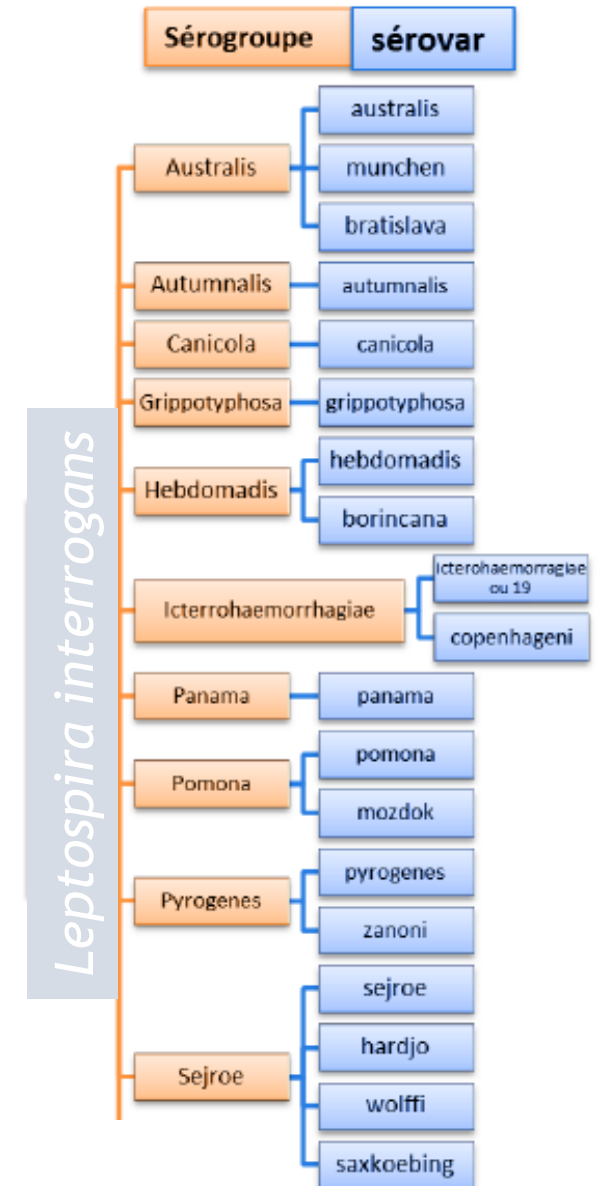 Sérogroupe sérovar
Leptospira interrogans
Australis
australis
munchen
bratislava
Autumnalis
autumnalis
Canicola
canicola
Grippotyphosa
grippotyphosa
Hebdomadis
hebdomadis
borincana
Icterrohaemorrhagiae
icterohaemorragiae
ou 19
copenhageni
Panama
panama
Pomona
pomona
mozdok
Pyrogenes
pyrogenes
zanoni
Sejroe
sejroe
hardjo
wolffi
saxkoebing